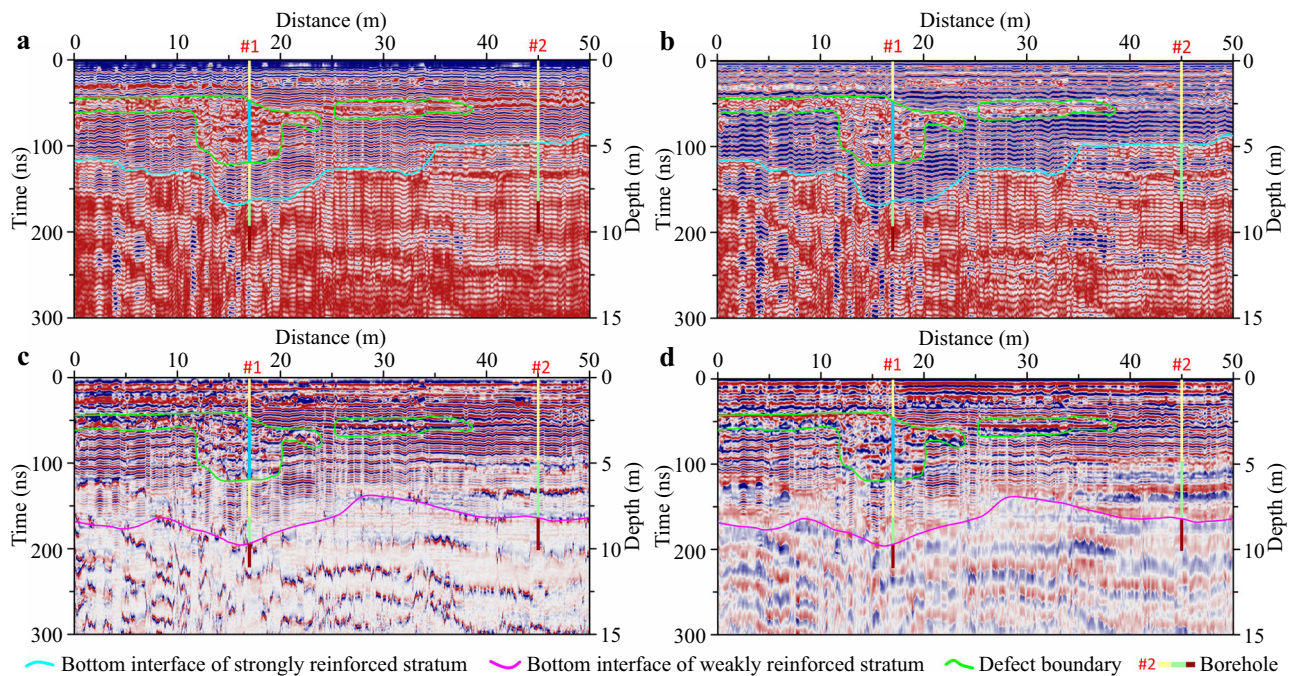 Distance (m)
Distance (m)
a
0 10 #1 20 30 40 #2 50
b
0 10 #1 20 30 40 #2 50
0
100
200
300
Time (ns)
0
5
10
15
Depth (m)
0
100
200
300
Time (ns)
0
5
10
15
Depth (m)
Distance (m)
Distance (m)
c
0 10 #1 20 30 40 #2 50
d
0 10 #1 20 30 40 #2 50
0
100
200
300
Time (ns)
0
5
10
15
Depth (m)
0
100
200
300
Time (ns)
0
5
10
15
Depth (m)
Bottom interface of strongly reinforced stratum Bottom interface of weakly reinforced stratum Defect boundary #2 Borehole